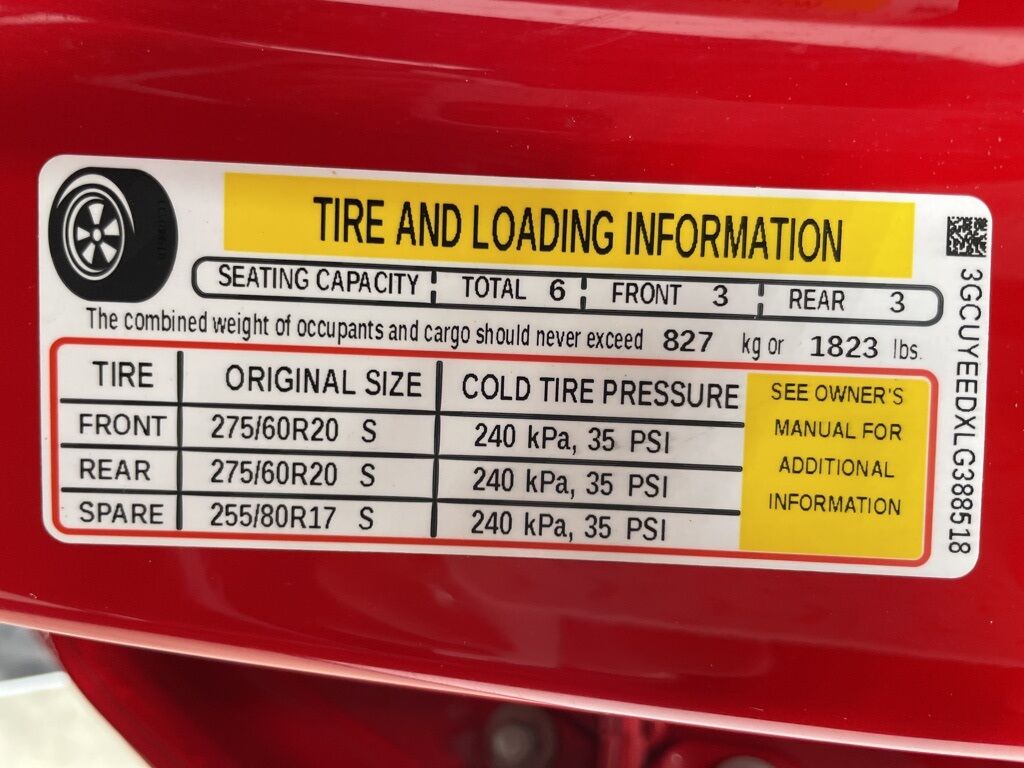 TIRE AND LOADING INFORMATION
SEATING CAPACITY TOTAL 6 FRONT 3 REAR 3
The combined weight of occupants and cargo should never exceed 827 kg or 1823 lbs.
TIRE ORIGINAL SIZE COLD TIRE PRESSURE
FRONT 275/60R20 S 240 kPa, 35 PSI
REAR 275/60R20 S 240 kPa, 35 PSI
SPARE 255/80R17 S 240 kPa, 35 PSI
SEE OWNER'S
MANUAL FOR
ADDITIONAL
INFORMATION
3GCUYEEDXLG388518